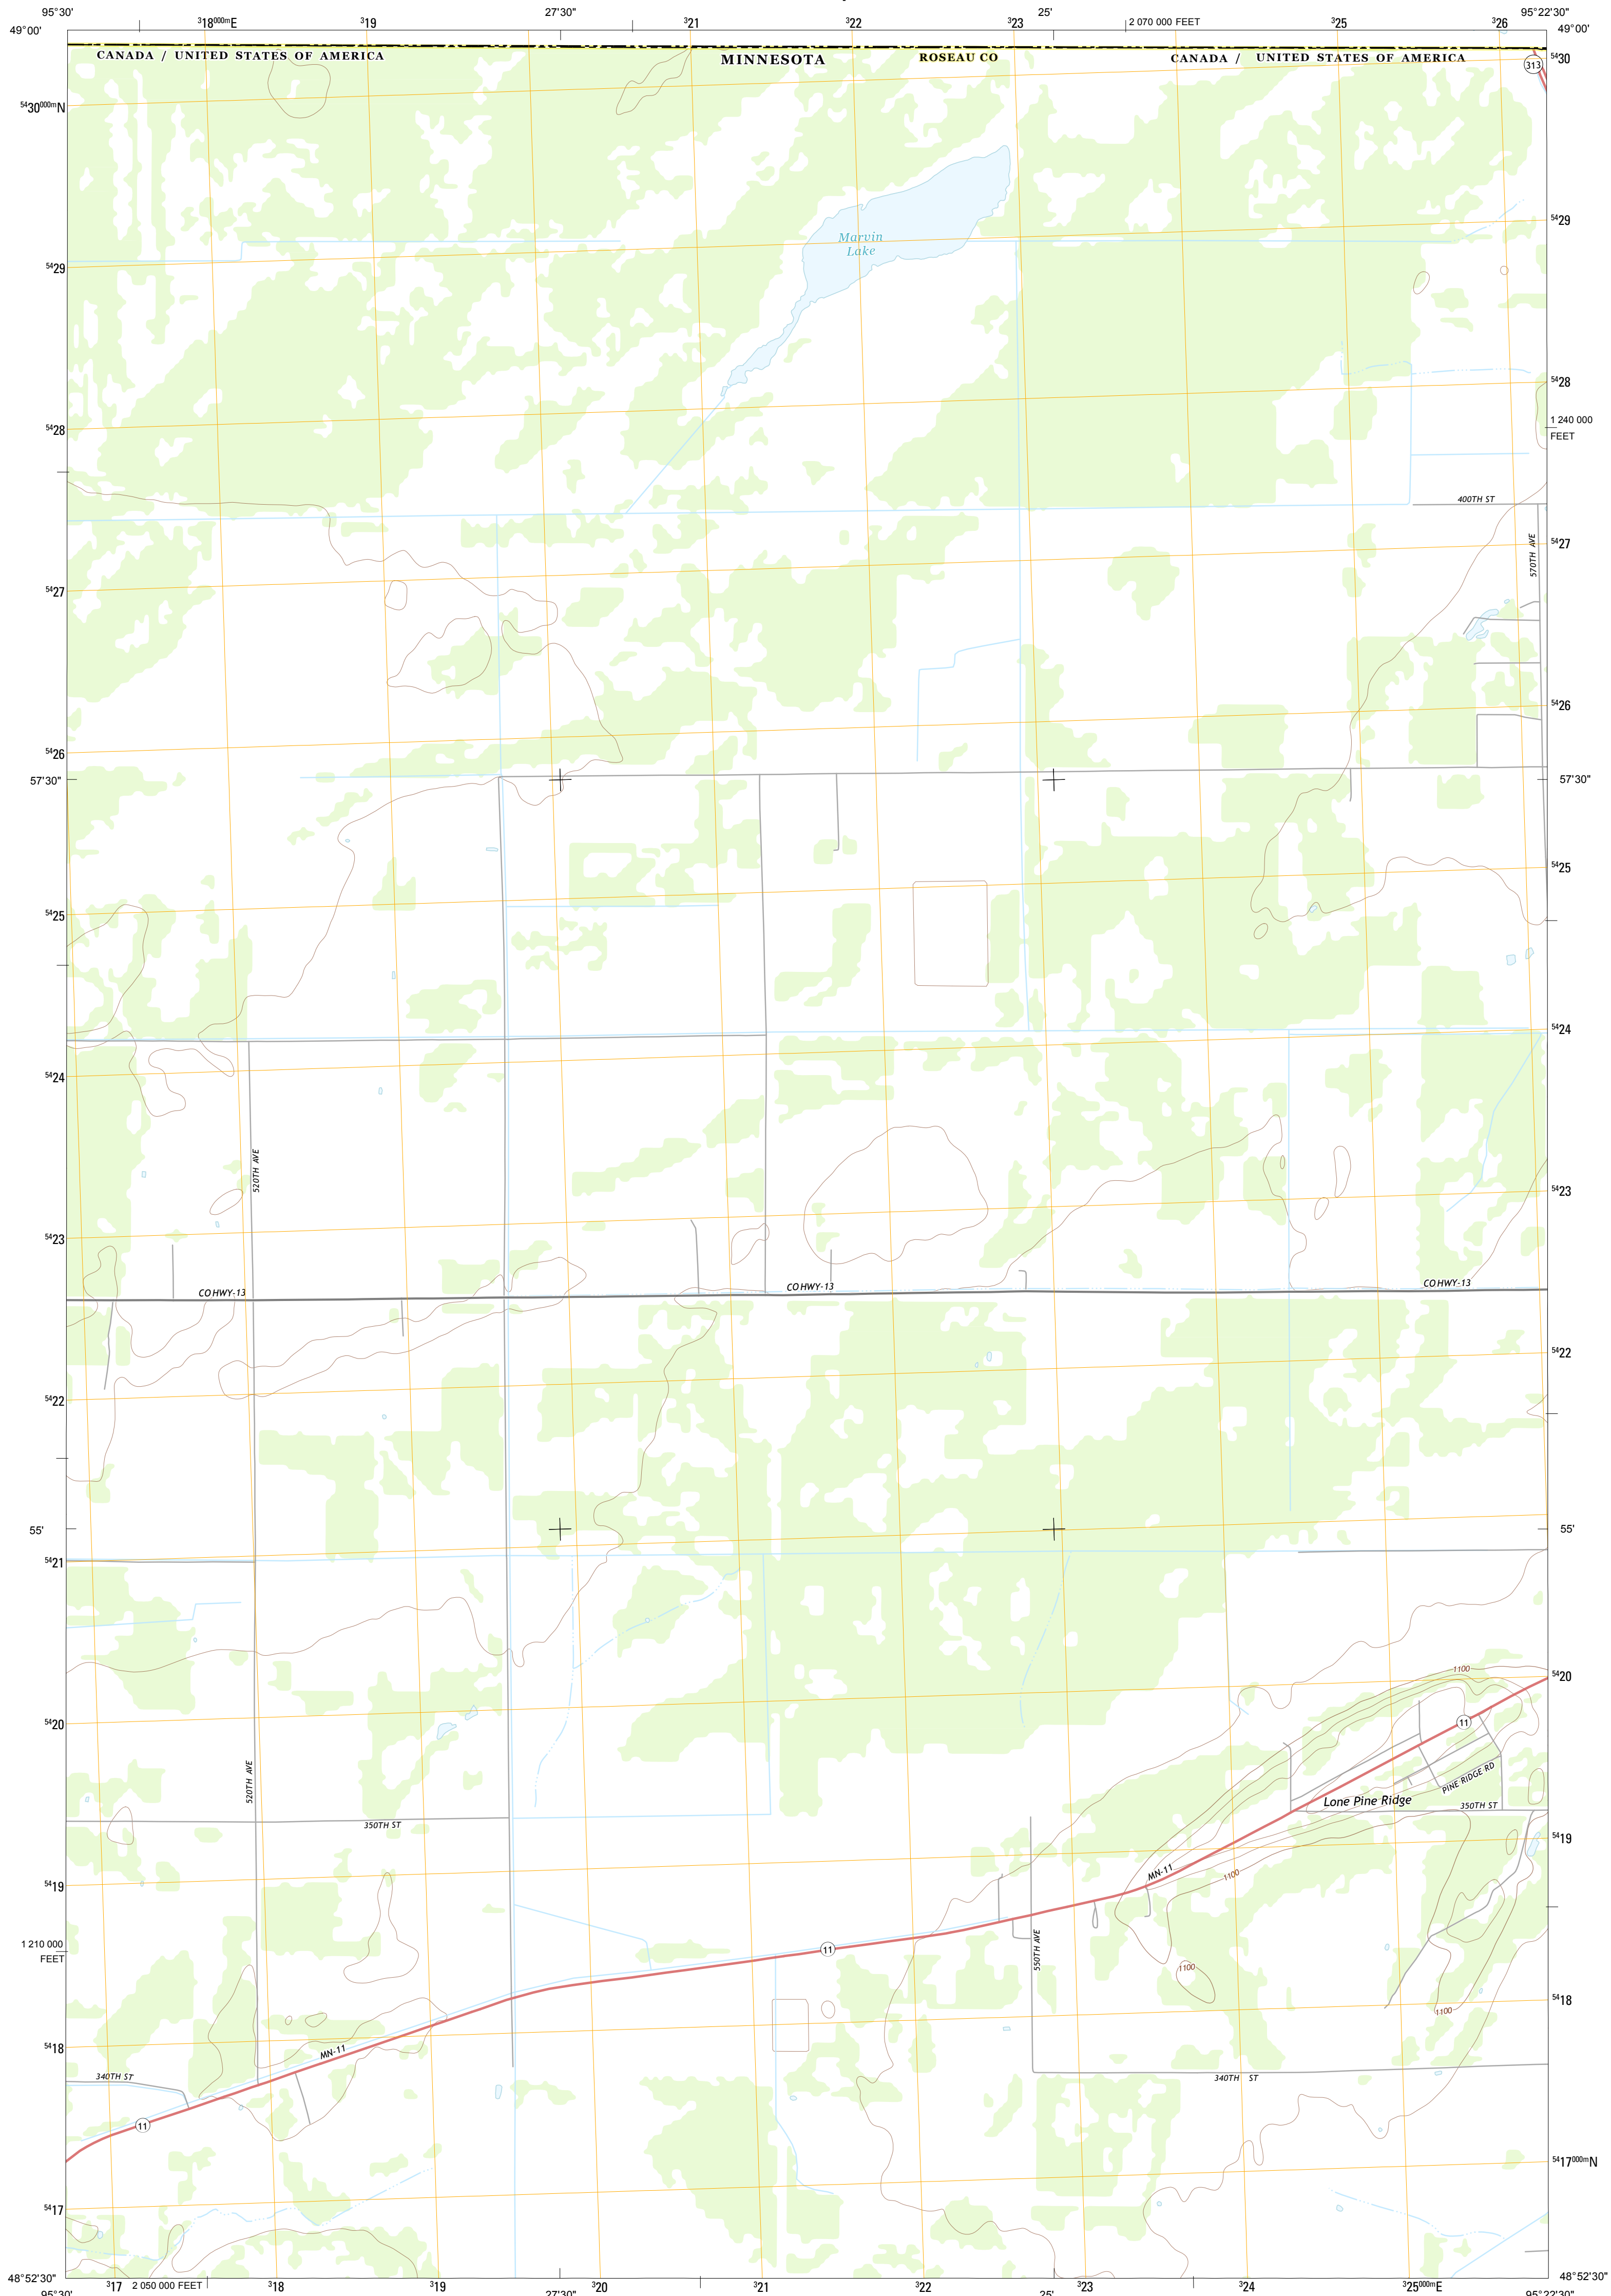 95°30' 27'30" 25' 95°22'30"
49°00' ³18⁰⁰⁰ᵐE ³19 ³21 ³22 ³23 2 070 000 FEET ³25 ³26 49°00'
CANADA / UNITED STATES OF AMERICA MINNESOTA ROSEAU CO CANADA / UNITED STATES OF AMERICA
⁵⁴30
313
⁵⁴30⁰⁰⁰ᵐN
⁵⁴29
Marvin
Lake
⁵⁴29
⁵⁴28
1 240 000
FEET
⁵⁴28
400TH ST
570TH AVE
⁵⁴27
⁵⁴27
⁵⁴26
⁵⁴26
57'30" 57'30"
⁵⁴25
⁵⁴25
⁵⁴24
⁵⁴24
520TH AVE
⁵⁴23
⁵⁴23
CO HWY-13 CO HWY-13 CO HWY-13
⁵⁴22
⁵⁴22
55' 55'
⁵⁴21
1100
⁵⁴20
11
⁵⁴20
520TH AVE
PINE RIDGE RD
Lone Pine Ridge
350TH ST
350TH ST
⁵⁴19
MN-11
1100
⁵⁴19
1 210 000
FEET
11
550TH AVE
1100
⁵⁴18
1100
⁵⁴18
MN-11
340TH ST
340TH ST
11
⁵⁴17⁰⁰⁰ᵐN
⁵⁴17
48°52'30" ³17 2 050 000 FEET ³18 ³19 ³20 ³21 ³22 ³23 ³24 ³25⁰⁰⁰ᵐE 48°52'30"
95°30' 27'30" 25' 95°22'30"